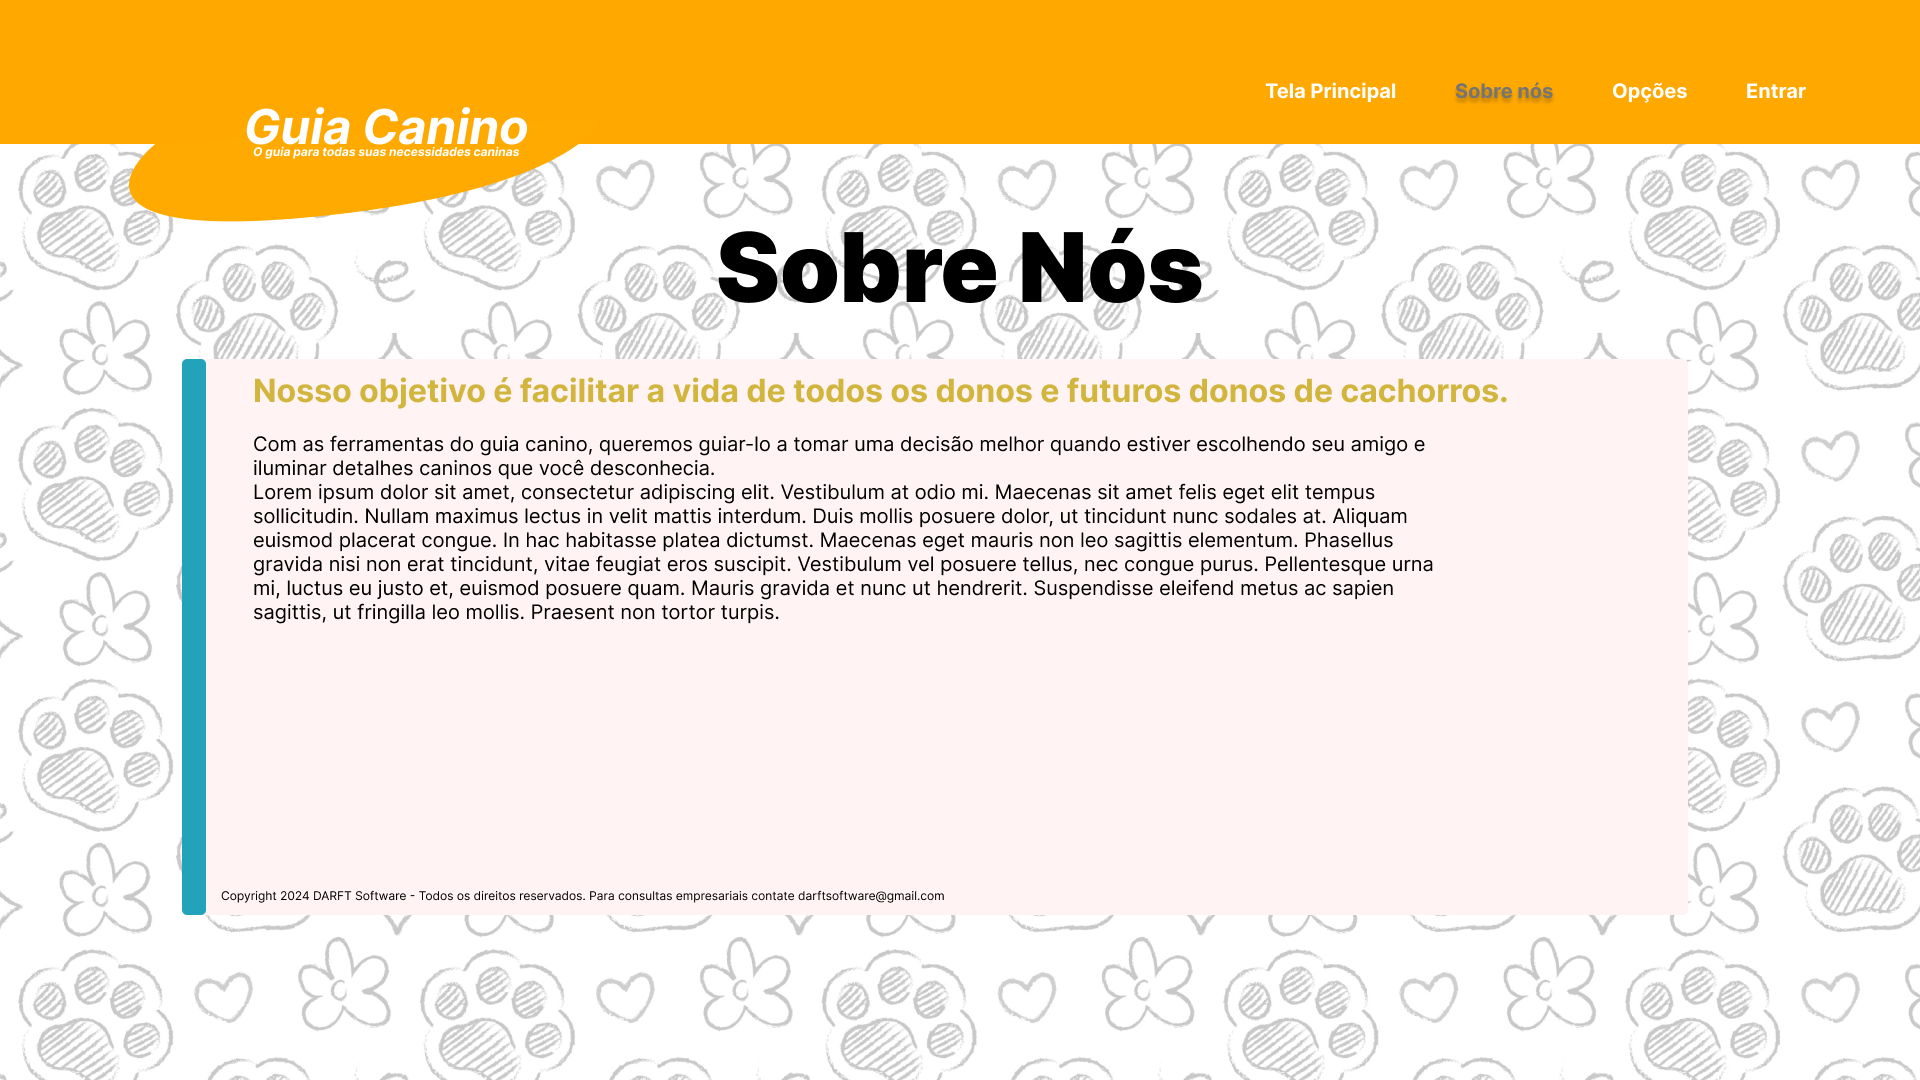 Tela Principal Sobre nós Opções Entrar
Guia Canino
O guia para todas suas necessidades caninas
Sobre Nós
Nosso objetivo é facilitar a vida de todos os donos e futuros donos de cachorros.
Com as ferramentas do guia canino, queremos guiar-lo a tomar uma decisão melhor quando estiver escolhendo seu amigo e
iluminar detalhes caninos que você desconhecia.
Lorem ipsum dolor sit amet, consectetur adipiscing elit. Vestibulum at odio mi. Maecenas sit amet felis eget elit tempus
sollicitudin. Nullam maximus lectus in velit mattis interdum. Duis mollis posuere dolor, ut tincidunt nunc sodales at. Aliquam
euismod placerat congue. In hac habitasse platea dictumst. Maecenas eget mauris non leo sagittis elementum. Phasellus
gravida nisi non erat tincidunt, vitae feugiat eros suscipit. Vestibulum vel posuere tellus, nec congue purus. Pellentesque urna
mi, luctus eu justo et, euismod posuere quam. Mauris gravida et nunc ut hendrerit. Suspendisse eleifend metus ac sapien
sagittis, ut fringilla leo mollis. Praesent non tortor turpis.
Copyright 2024 DARFT Software - Todos os direitos reservados. Para consultas empresariais contate darftsoftware@gmail.com